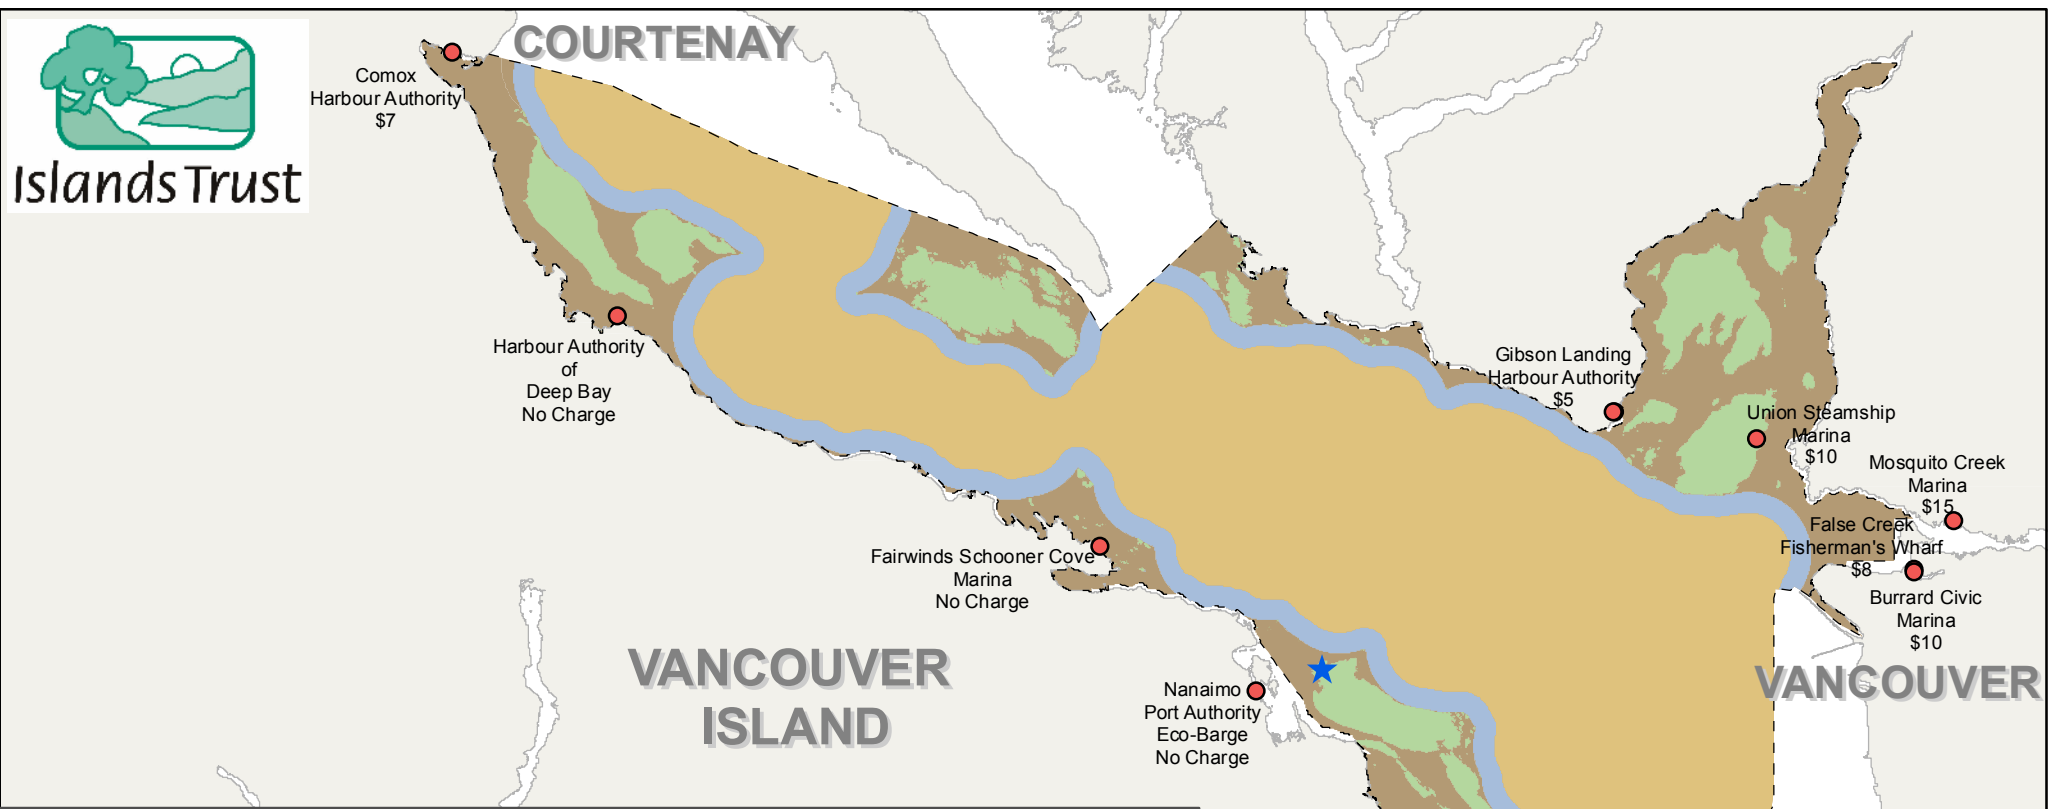 COURTENAY
Islands Trust
Comox
Harbour Authority
$7
Harbour Authority
of
Deep Bay
No Charge
Gibson Landing
Harbour Authority
$5
Union Steamship
Marina
$10
Mosquito Creek
Marina
$15
False Creek
Fisherman's Wharf
$8
Burrard Civic
Marina
$10
Fairwinds Schooner Cove
Marina
No Charge
VANCOUVER
ISLAND
Nanaimo
Port Authority
Eco-Barge
No Charge
VANCOUVER